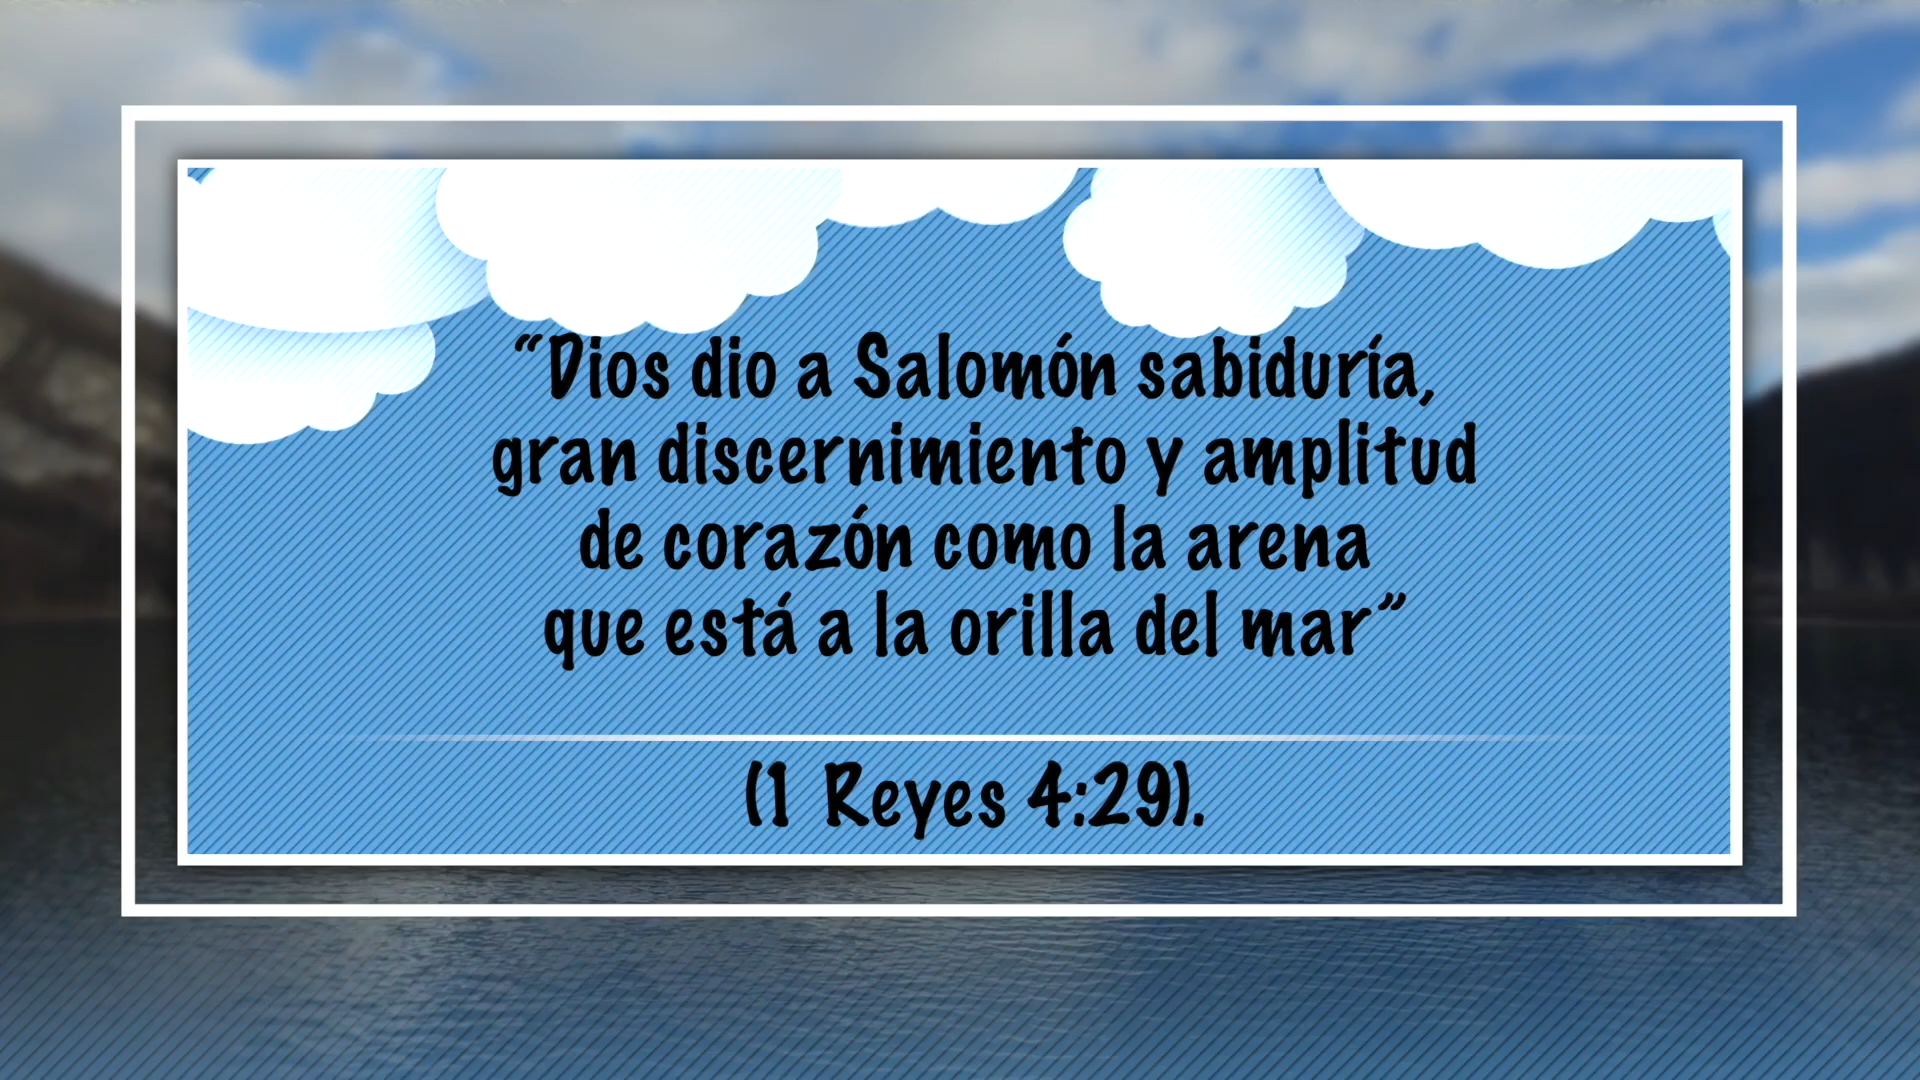 “Dios dio a Salomón sabiduría,
gran discernimiento y amplitud
de corazón como la arena
que está a la orilla del mar”
(1 Reyes 4:29).